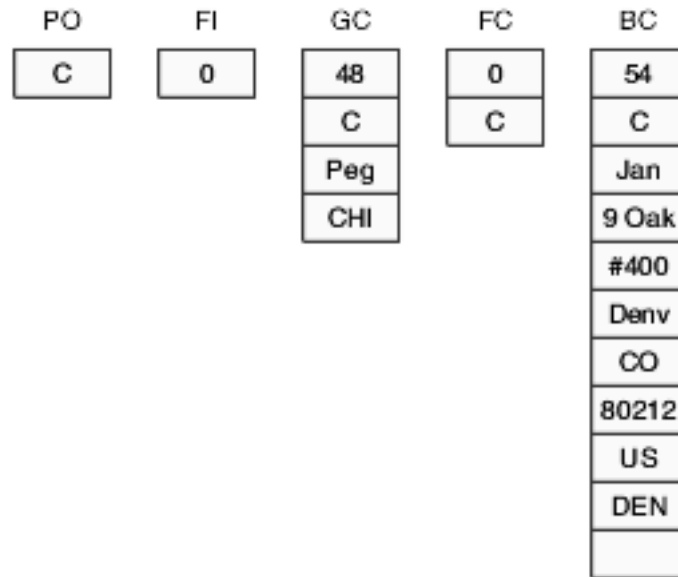 PO FI GC FC BC
C 0 48 0 54
C C C
Peg Jan
CHI 9 Oak
#400
Denv
CO
80212
US
DEN